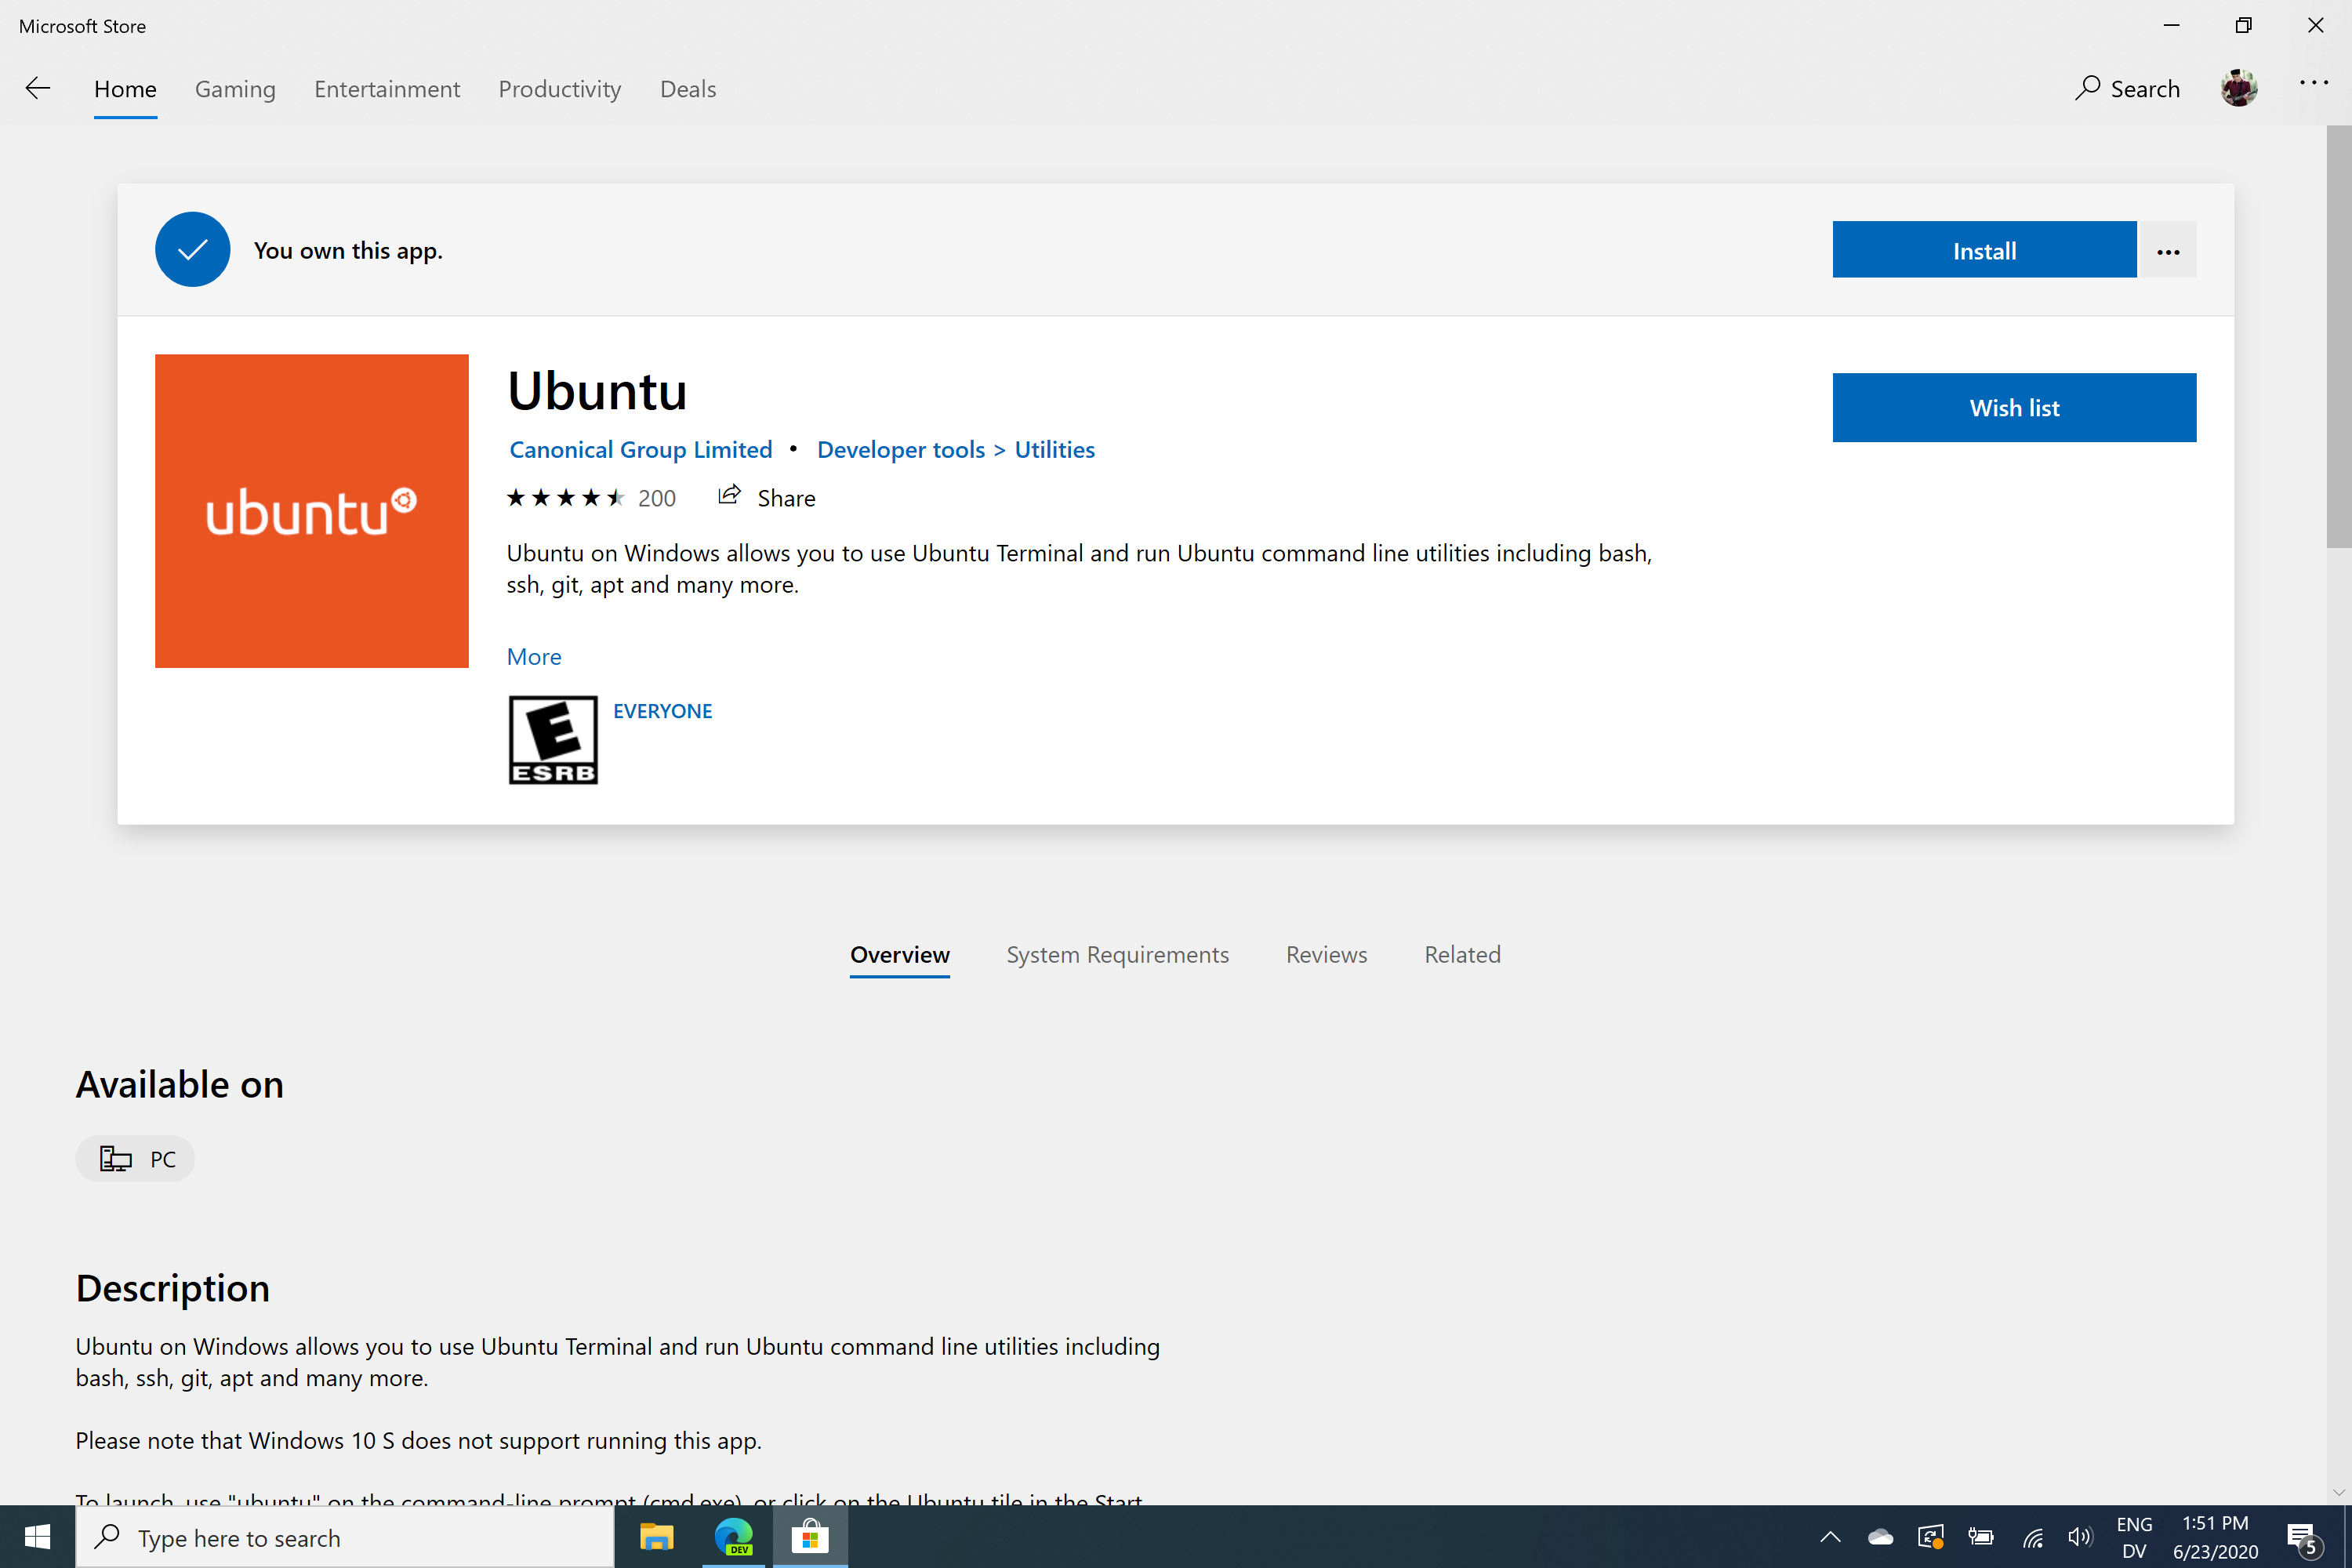 Microsoft Store
Home Gaming Entertainment Productivity Deals Search
You own this app. Install
ubuntu
Ubuntu
Wish list
Canonical Group Limited • Developer tools > Utilities
200 Share
Ubuntu on Windows allows you to use Ubuntu Terminal and run Ubuntu command line utilities including bash,
ssh, git, apt and many more.
More
E
ESRB
EVERYONE
Overview System Requirements Reviews Related
Available on
PC
Description
Ubuntu on Windows allows you to use Ubuntu Terminal and run Ubuntu command line utilities including
bash, ssh, git, apt and many more.
Please note that Windows 10 S does not support running this app.
To launch, use "ubuntu" on the command-line prompt (cmd.exe), or click on the Ubuntu tile in the Start
Type here to search
DEV
ENG
DV
1:51 PM
6/23/2020
5